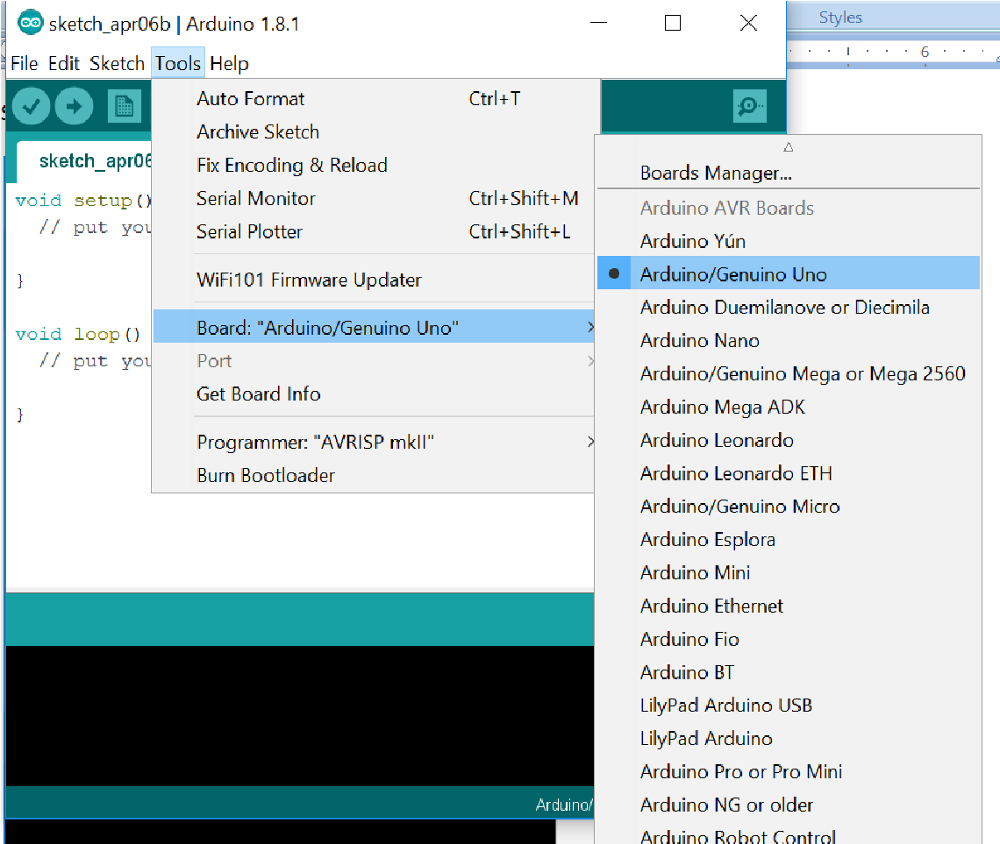 sketch_apr06b | Arduino 1.8.1
Styles
File Edit Sketch Tools Help
6
Auto Format Ctrl+T
Archive Sketch
Fix Encoding & Reload
Serial Monitor Ctrl+Shift+M
Serial Plotter Ctrl+Shift+L
WiFi101 Firmware Updater
Board: "Arduino/Genuino Uno"
Port
Get Board Info
Programmer: "AVRISP mkII"
Burn Bootloader
sketch_apr06
void setup()
// put you
}
void loop()
// put you
}
Boards Manager...
Arduino AVR Boards
Arduino Yún
Arduino/Genuino Uno
Arduino Duemilanove or Diecimila
Arduino Nano
Arduino/Genuino Mega or Mega 2560
Arduino Mega ADK
Arduino Leonardo
Arduino Leonardo ETH
Arduino/Genuino Micro
Arduino Esplora
Arduino Mini
Arduino Ethernet
Arduino Fio
Arduino BT
LilyPad Arduino USB
LilyPad Arduino
Arduino Pro or Pro Mini
Arduino NG or older
Arduino Robot Control
Arduino/